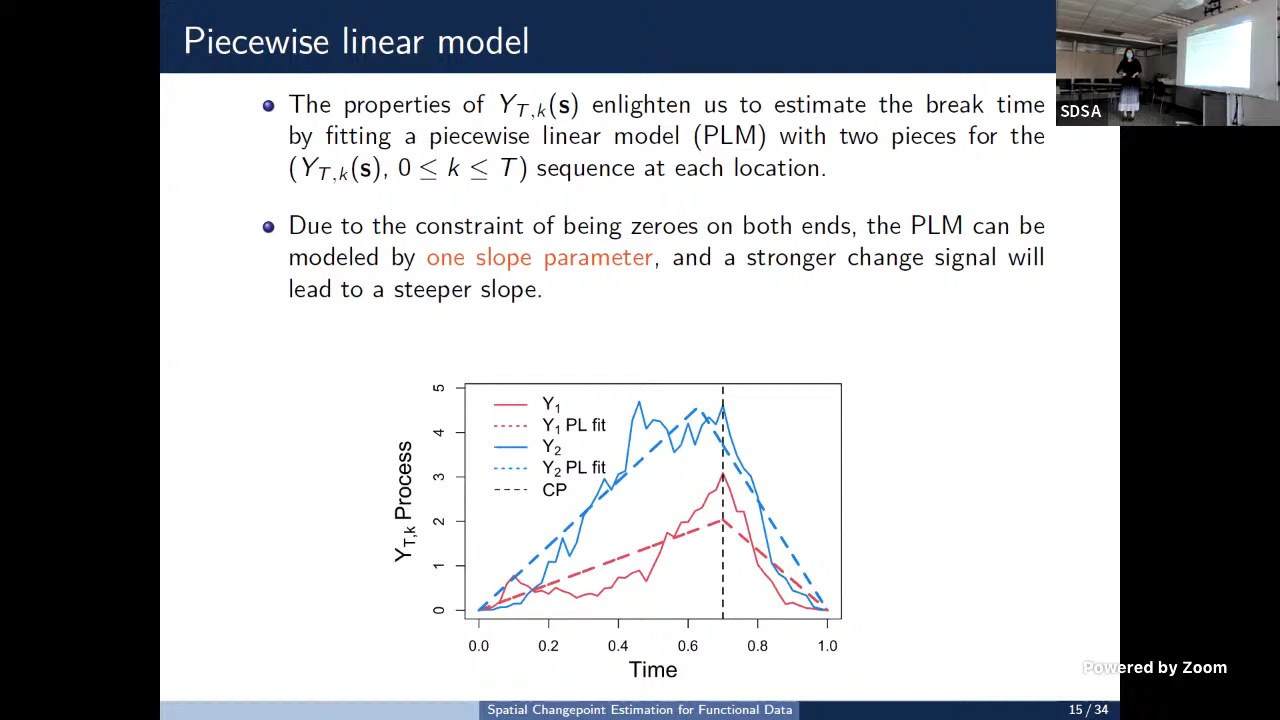 Piecewise linear model
The properties of Y_{T,k}(s) enlighten us to estimate the break time
by fitting a piecewise linear model (PLM) with two pieces for the
(Y_{T,k}(s), 0 ≤ k ≤ T) sequence at each location.
Due to the constraint of being zeroes on both ends, the PLM can be
modeled by one slope parameter, and a stronger change signal will
lead to a steeper slope.
SDSA
Y_{T,k} Process
5
4
3
2
1
0
Y_1
Y_1 PL fit
Y_2
Y_2 PL fit
CP
0.0 0.2 0.4 0.6 0.8 1.0
Time
Powered by Zoom
Spatial Changepoint Estimation for Functional Data
15 / 34